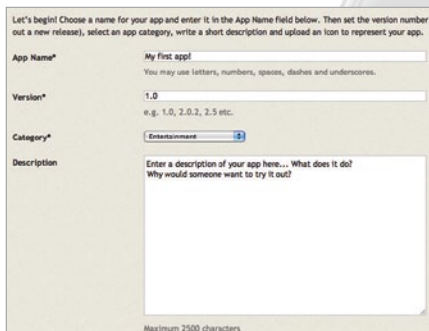 Let's begin! Choose a name for your app and enter it in the App Name field below. Then set the version number
out a new release), select an app category, write a short description and upload an icon to represent your app.
App Name*
My first app!
You may use letters, numbers, spaces, dashes and underscores.
Version*
1.0
e.g. 1.0, 2.0.2, 2.5 etc.
Category*
Entertainment
Description
Enter a description of your app here... What does it do?
Why would someone want to try it out?
Maximum 2500 characters